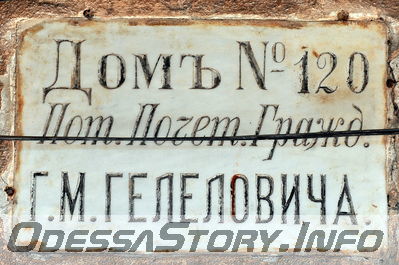 Домъ № 120
Пот. Почет. Гражд.
Г. М. ГЕЛЕЛОВИЧА.
OdessaStory.Info